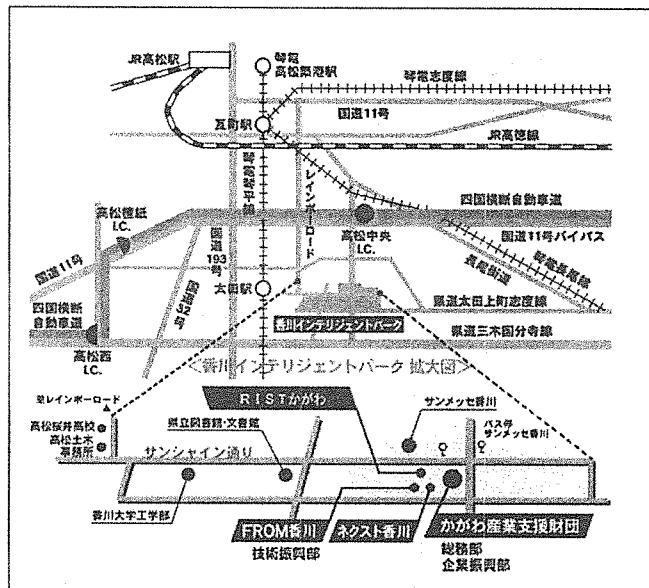 JR高松駅
琴電
高松築港駅
琴電志度線
国道11号
瓦町駅
JR高徳線
琴電琴平線
レインボーロード
四国横断自動車道
高松檀紙
I.C.
高松中央
I.C.
国道11号バイパス
国道
193号
長尾街道
琴電長尾線
国道11号
太田駅
四国横断
自動車道
県道太田上町志度線
香川インテリジェントパーク
県道三木国分寺線
高松西
I.C.
<香川インテリジェントパーク 拡大図>
至レインボーロード
RISTかがわ
サンメッセ香川
バス停
サンメッセ香川
高松桜井高校
高松土木
事務所
県立図書館・文書館
サンシャイン通り
香川大学工学部
FROM香川
技術振興部
ネクスト香川
かがわ産業支援財団
総務部
企業振興部